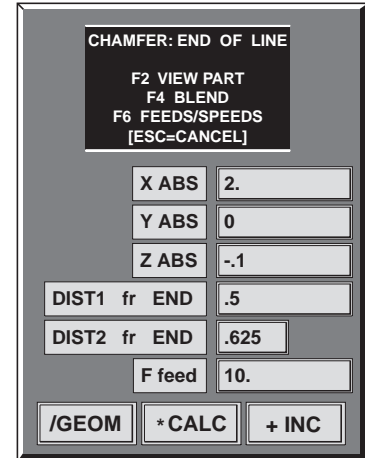 CHAMFER: END OF LINE
F2 VIEW PART
F4 BLEND
F6 FEEDS/SPEEDS
[ESC=CANCEL]
X ABS 2.
Y ABS 0
Z ABS -.1
DIST1 fr END .5
DIST2 fr END .625
F feed 10.
/GEOM * CALC + INC